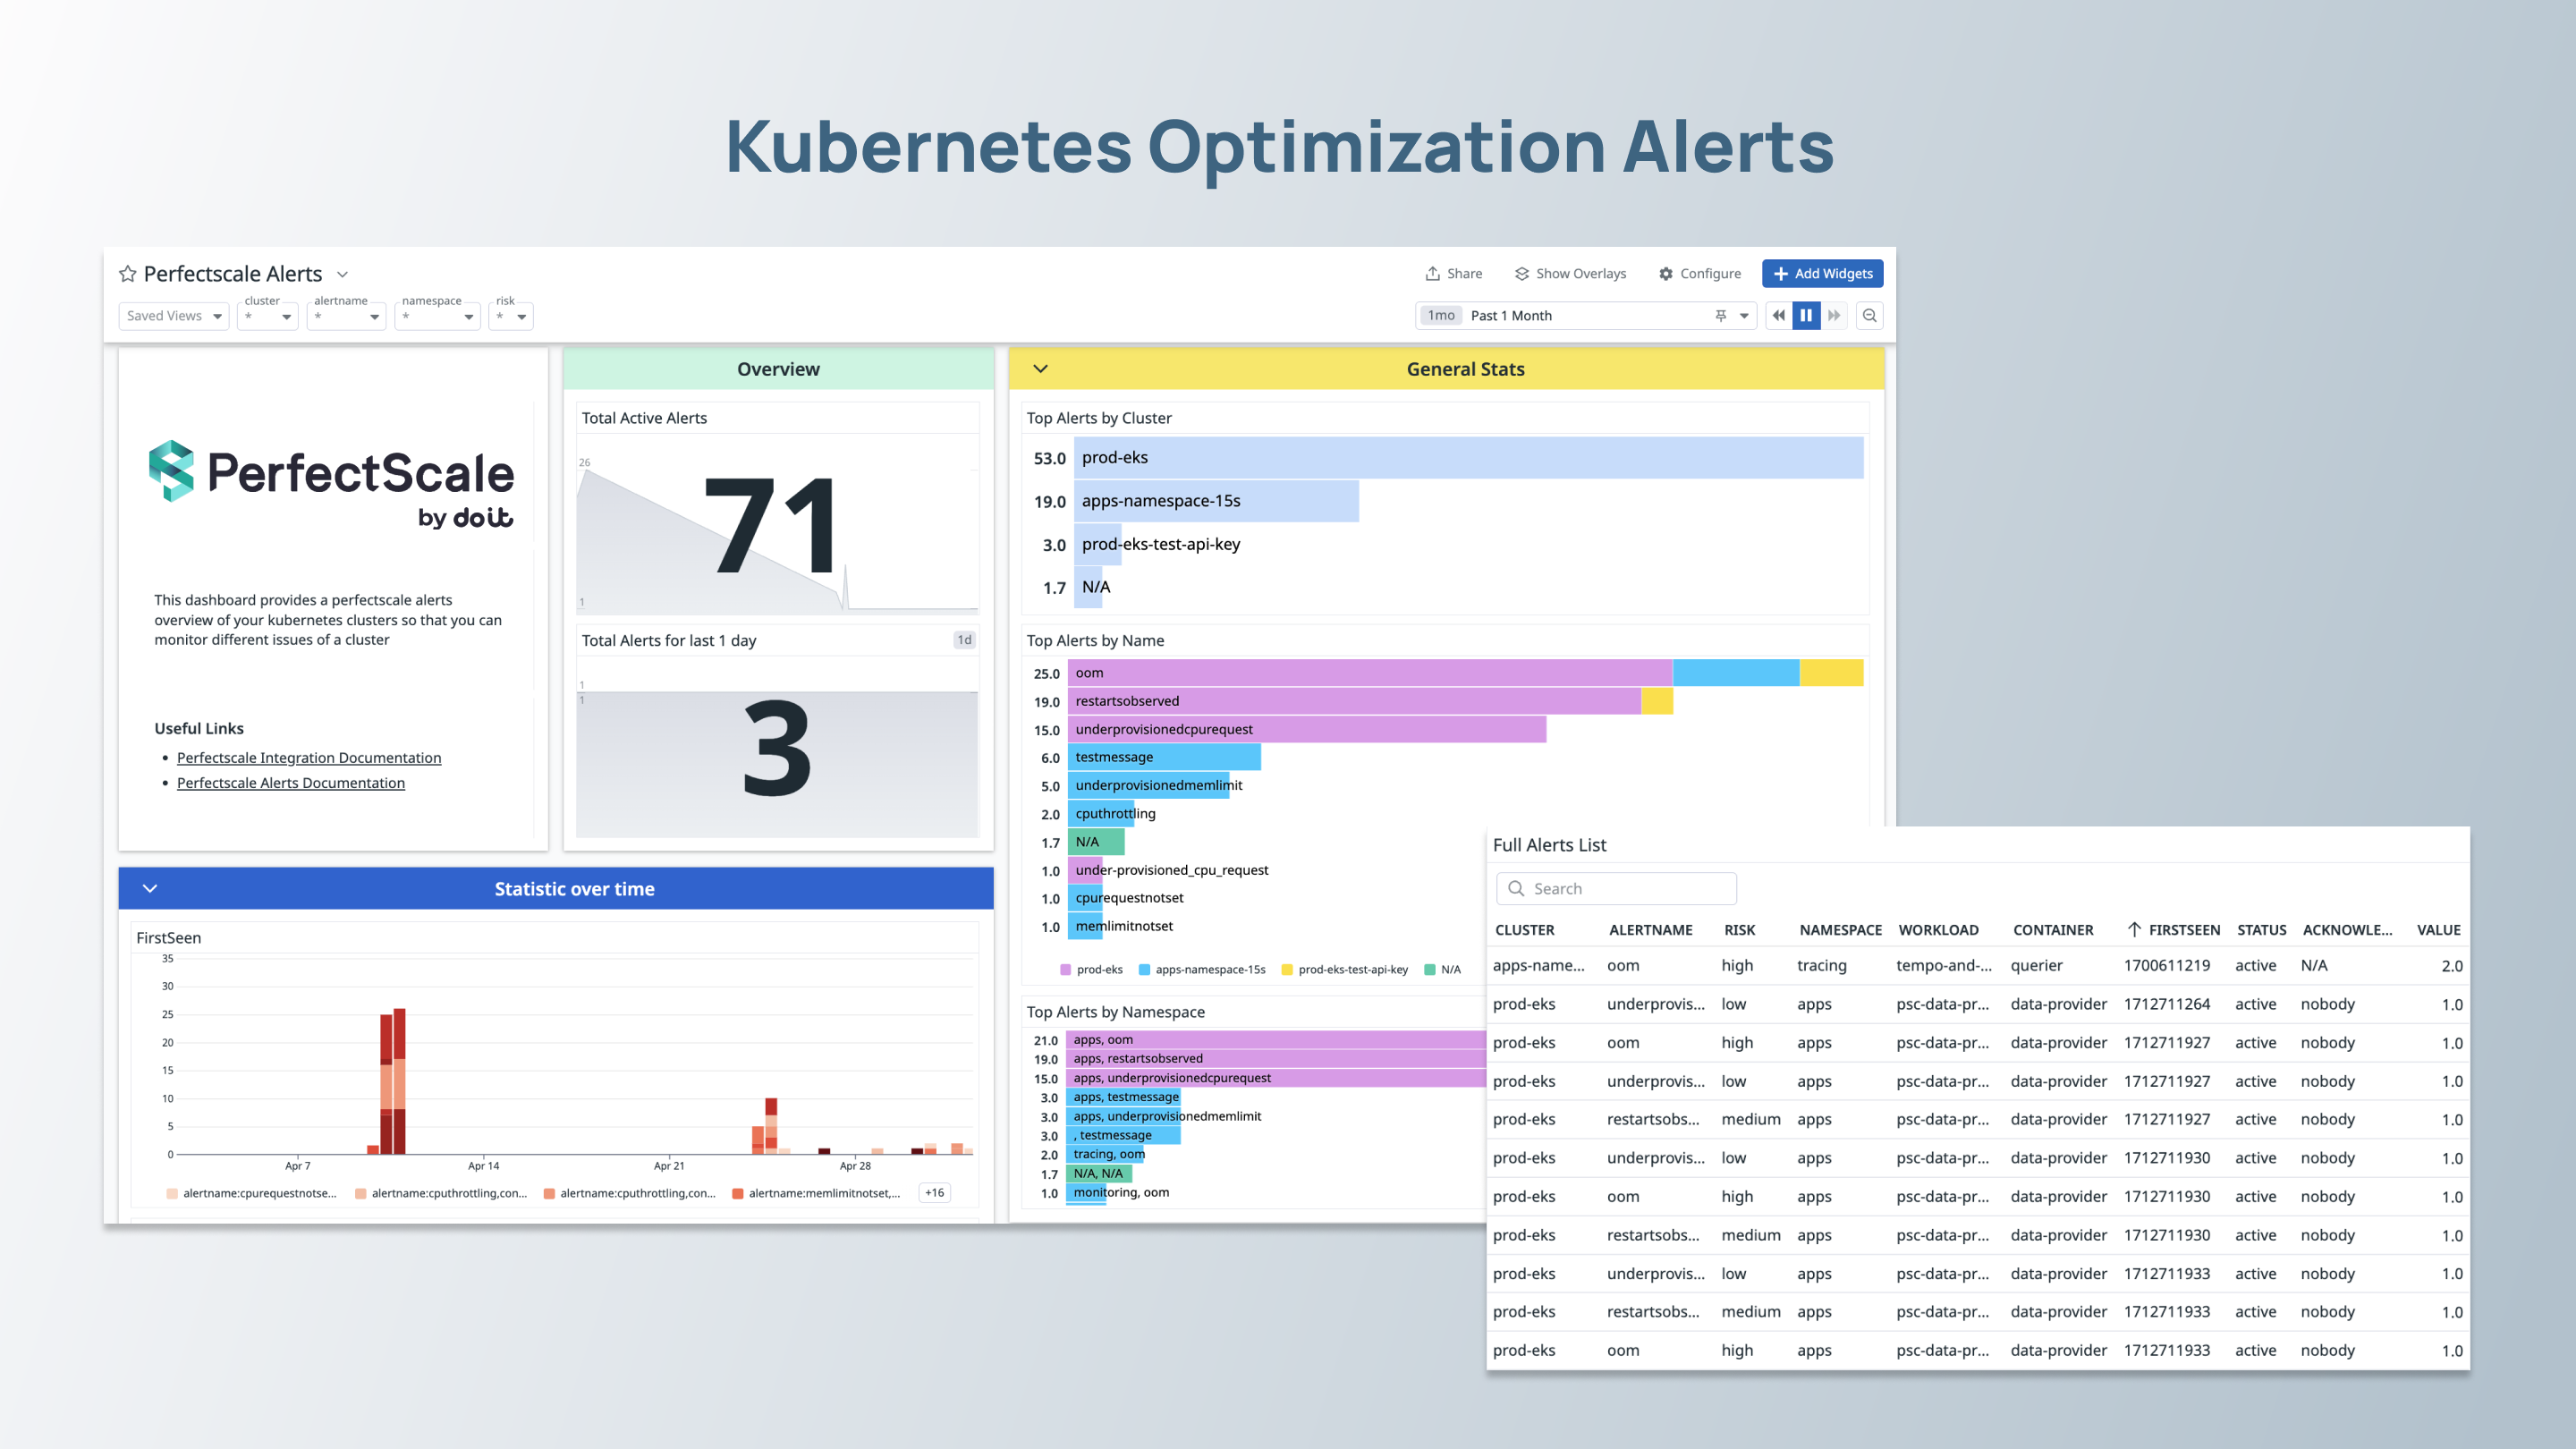 Kubernetes Optimization Alerts
Perfectscale Alerts
Share
Show Overlays
Configure
+ Add Widgets
Saved Views
cluster
*
alertname
*
namespace
*
risk
*
1mo Past 1 Month
PerfectScale
by doit
This dashboard provides a perfectscale alerts
overview of your kubernetes clusters so that you can
monitor different issues of a cluster
Useful Links
• Perfectscale Integration Documentation
• Perfectscale Alerts Documentation
Overview
Total Active Alerts
26
71
1
Total Alerts for last 1 day 1d
1
1
3
General Stats
Top Alerts by Cluster
53.0 prod-eks
19.0 apps-namespace-15s
3.0 prod-eks-test-api-key
1.7 N/A
Top Alerts by Name
25.0 oom
19.0 restartsobserved
15.0 underprovisionedcpurequest
6.0 testmessage
5.0 underprovisionedmemlimit
2.0 cputhrottling
1.7 N/A
1.0 under-provisioned_cpu_request
1.0 cpurequestnotset
1.0 memlimitnotset
prod-eks apps-namespace-15s prod-eks-test-api-key N/A
Top Alerts by Namespace
21.0 apps, oom
19.0 apps, restartsobserved
15.0 apps, underprovisionedcpurequest
3.0 apps, testmessage
3.0 apps, underprovisionedmemlimit
3.0 , testmessage
2.0 tracing, oom
1.7 N/A, N/A
1.0 monitoring, oom
Statistic over time
FirstSeen
35
30
25
20
15
10
5
0
Apr 7 Apr 14 Apr 21 Apr 28
alertname:cpurequestnotse... alertname:cputhrottling,con... alertname:cputhrottling,con... alertname:memlimitnotset,... +16
Full Alerts List
Search
CLUSTER ALERTNAME RISK NAMESPACE WORKLOAD CONTAINER ↑ FIRSTSEEN STATUS ACKNOWLE... VALUE
apps-name... oom high tracing tempo-and-... querier 1700611219 active N/A 2.0
prod-eks underprovis... low apps psc-data-pr... data-provider 1712711264 active nobody 1.0
prod-eks oom high apps psc-data-pr... data-provider 1712711927 active nobody 1.0
prod-eks underprovis... low apps psc-data-pr... data-provider 1712711927 active nobody 1.0
prod-eks restartsobs... medium apps psc-data-pr... data-provider 1712711927 active nobody 1.0
prod-eks underprovis... low apps psc-data-pr... data-provider 1712711930 active nobody 1.0
prod-eks oom high apps psc-data-pr... data-provider 1712711930 active nobody 1.0
prod-eks restartsobs... medium apps psc-data-pr... data-provider 1712711930 active nobody 1.0
prod-eks underprovis... low apps psc-data-pr... data-provider 1712711933 active nobody 1.0
prod-eks restartsobs... medium apps psc-data-pr... data-provider 1712711933 active nobody 1.0
prod-eks oom high apps psc-data-pr... data-provider 1712711933 active nobody 1.0